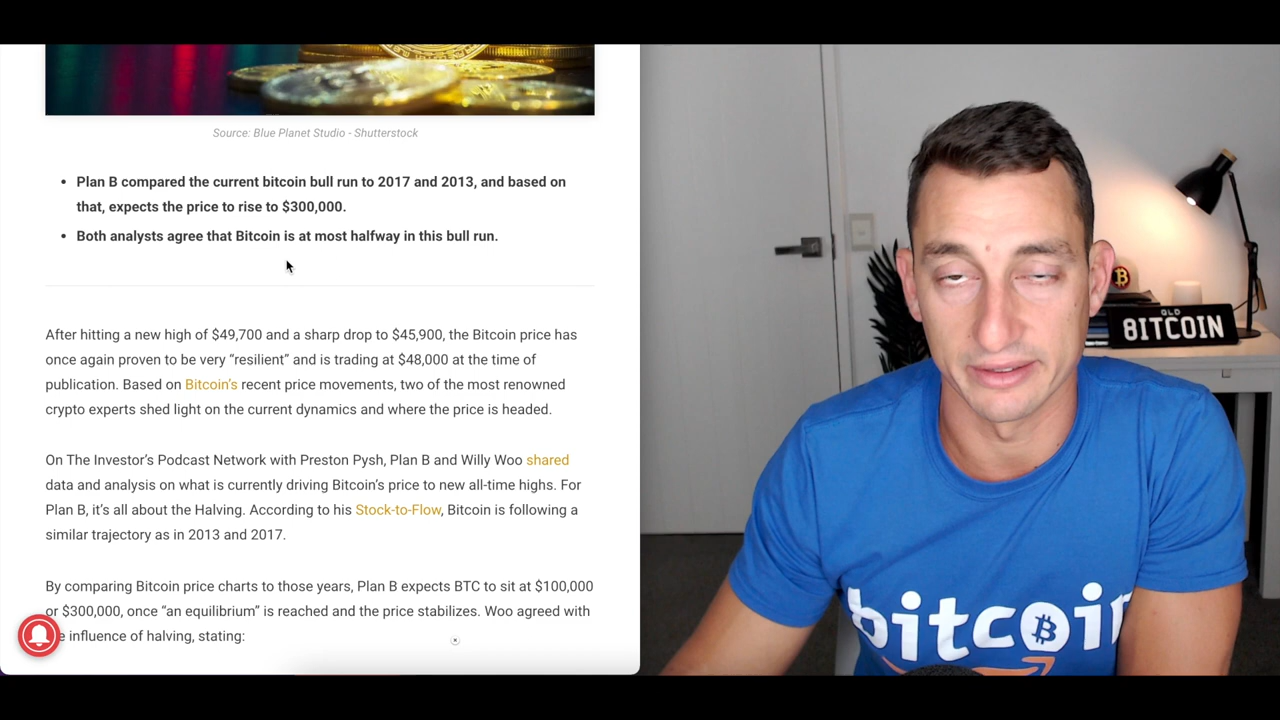 Source: Blue Planet Studio - Shutterstock
• Plan B compared the current bitcoin bull run to 2017 and 2013, and based on
that, expects the price to rise to $300,000.
• Both analysts agree that Bitcoin is at most halfway in this bull run.
After hitting a new high of $49,700 and a sharp drop to $45,900, the Bitcoin price has
once again proven to be very “resilient” and is trading at $48,000 at the time of
publication. Based on Bitcoin’s recent price movements, two of the most renowned
crypto experts shed light on the current dynamics and where the price is headed.
On The Investor’s Podcast Network with Preston Pysh, Plan B and Willy Woo shared
data and analysis on what is currently driving Bitcoin’s price to new all-time highs. For
Plan B, it’s all about the Halving. According to his Stock-to-Flow, Bitcoin is following a
similar trajectory as in 2013 and 2017.
By comparing Bitcoin price charts to those years, Plan B expects BTC to sit at $100,000
or $300,000, once “an equilibrium” is reached and the price stabilizes. Woo agreed with
influence of halving, stating:
QLD
8ITCOIN
bitcoin